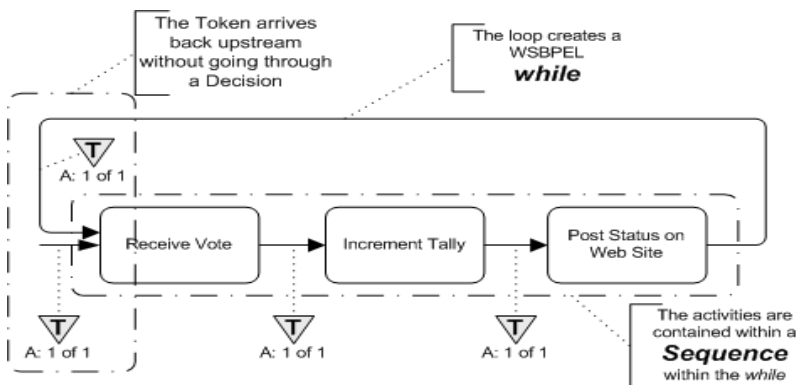 The Token arrives
back upstream
without going through
a Decision
The loop creates a
WSBPEL
while
T
A: 1 of 1
Receive Vote
Increment Tally
Post Status on
Web Site
T
A: 1 of 1
T
A: 1 of 1
T
A: 1 of 1
The activities are
contained within a
Sequence
within the while